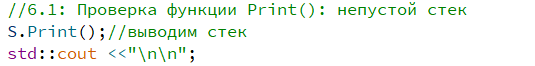 //6.1: Проверка функции Print(): непустой стек
S.Print();//выводим стек
std::cout <<"\n\n";